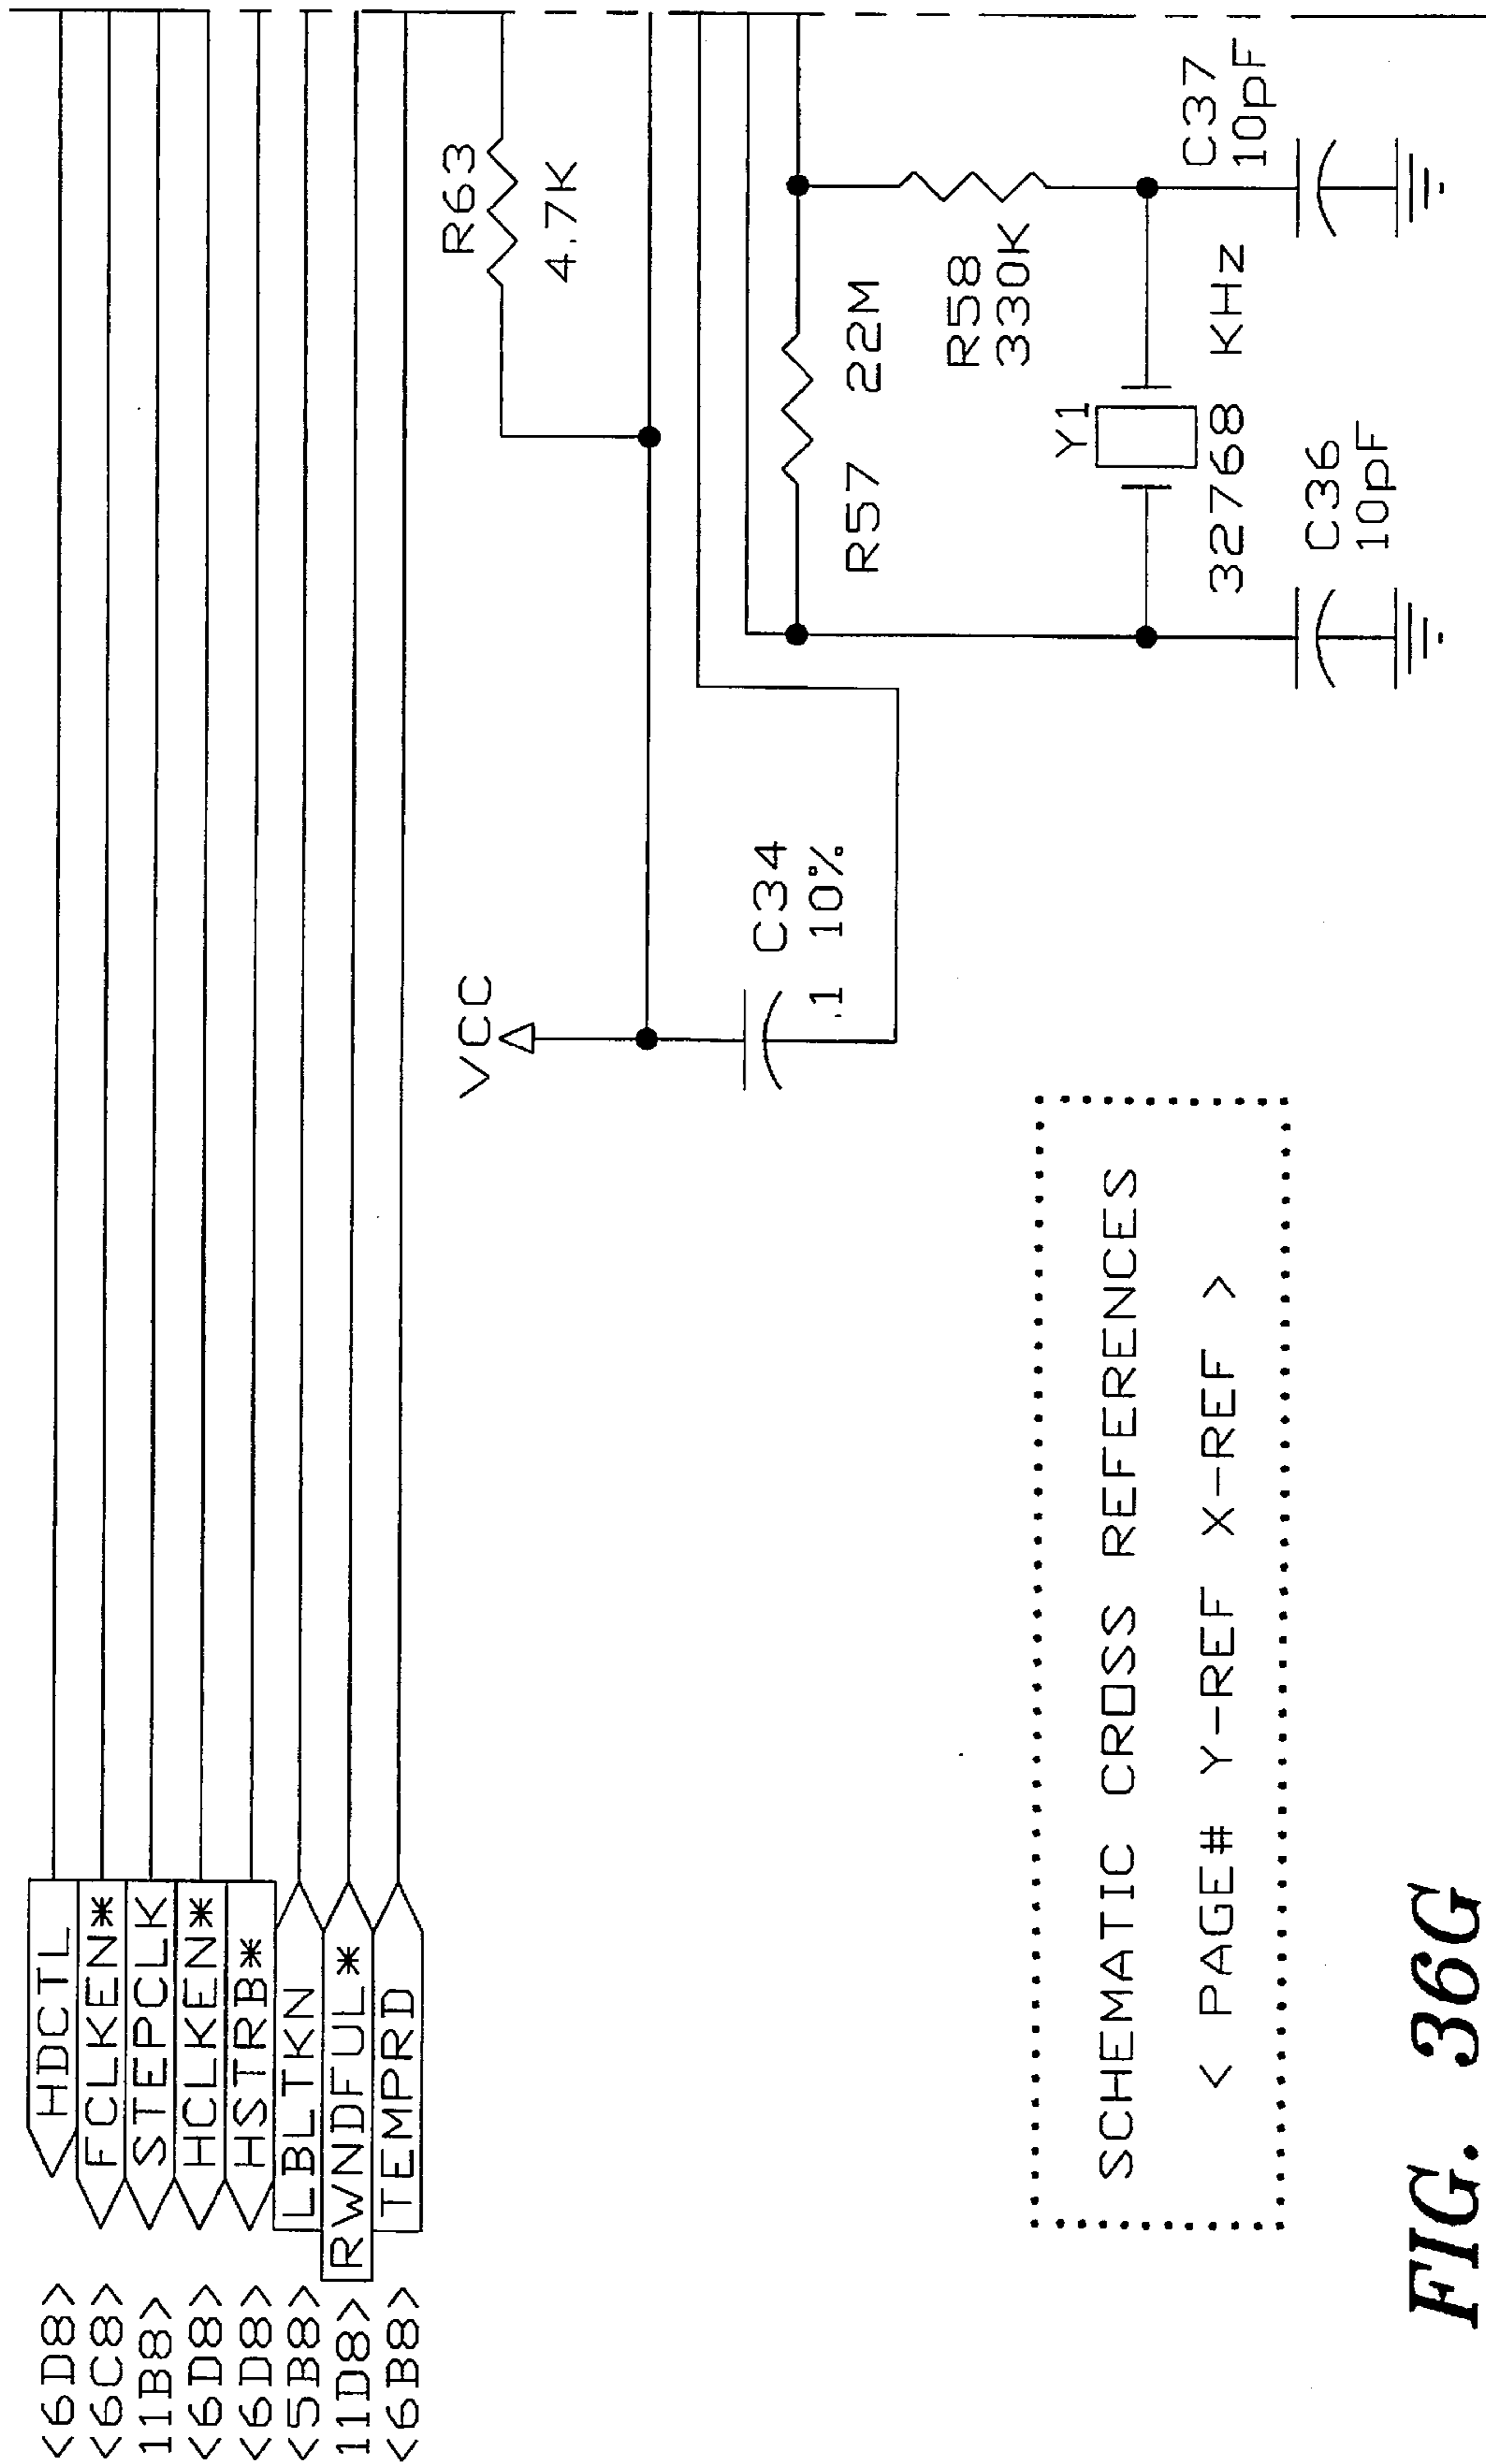 <6D8> HDCTL
<6C8> FCLKEN*
11B8> STEPCLK
<6D8> HCLKEN*
<6D8> HSTRB*
<5B8> LBLTKN
11D8> RWNDFUL*
<6B8> TEMPRD
R63
4.7K
VCC
C34
.1 10%
R57 22M
R58
330K
Y1
32768 KHz
C36
10pF
C37
10pF
SCHEMATIC CROSS REFERENCES
< PAGE# Y-REF X-REF >
FIG. 36G